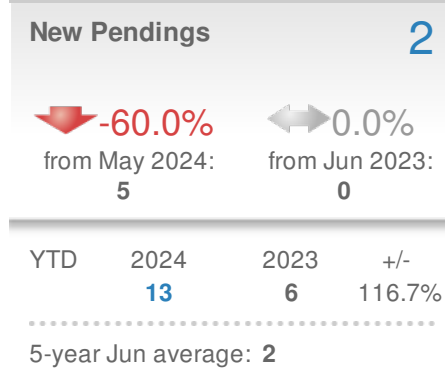 New Pendings 2
-60.0% 0.0%
from May 2024: from Jun 2023:
5 0
YTD 2024 2023 +/-
13 6 116.7%
5-year Jun average: 2